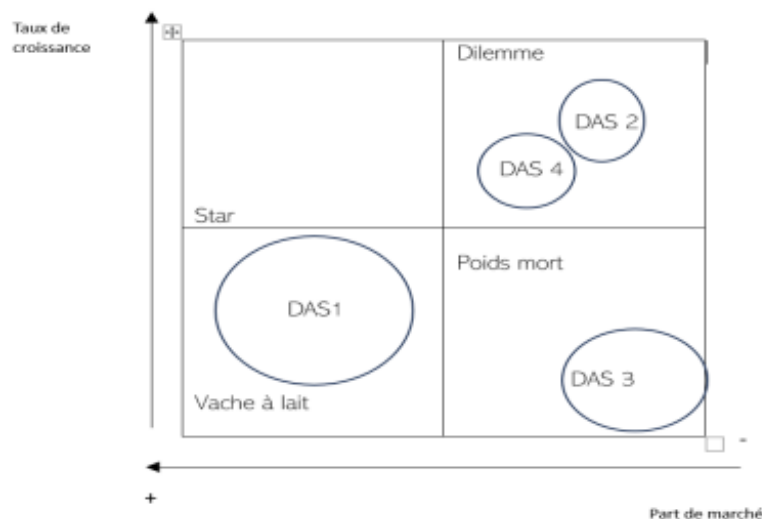 Taux de
croissance
Dilemme
DAS 2
DAS 4
Star
Poids mort
DAS1
DAS 3
Vache à lait
-
+
Part de marché